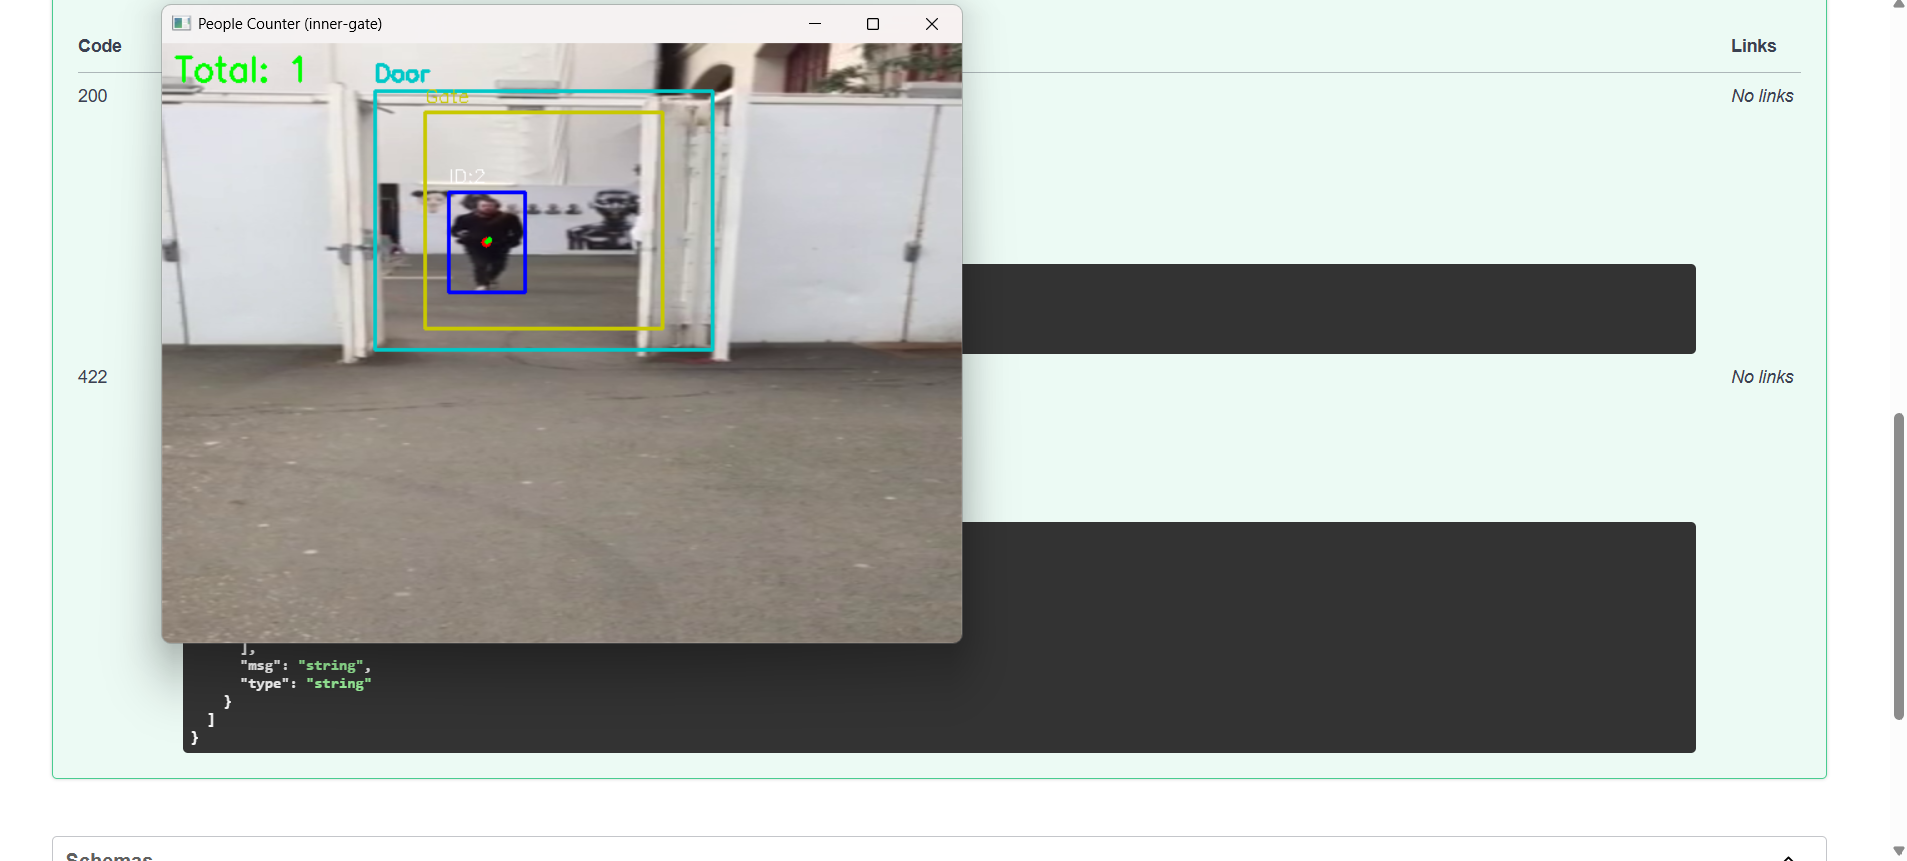 People Counter (inner-gate)
Code
Links
Total: 1
Door
Gate
200
No links
ID:2
422
No links
],
"msg": "string",
"type": "string"
}
]
}
Schemas